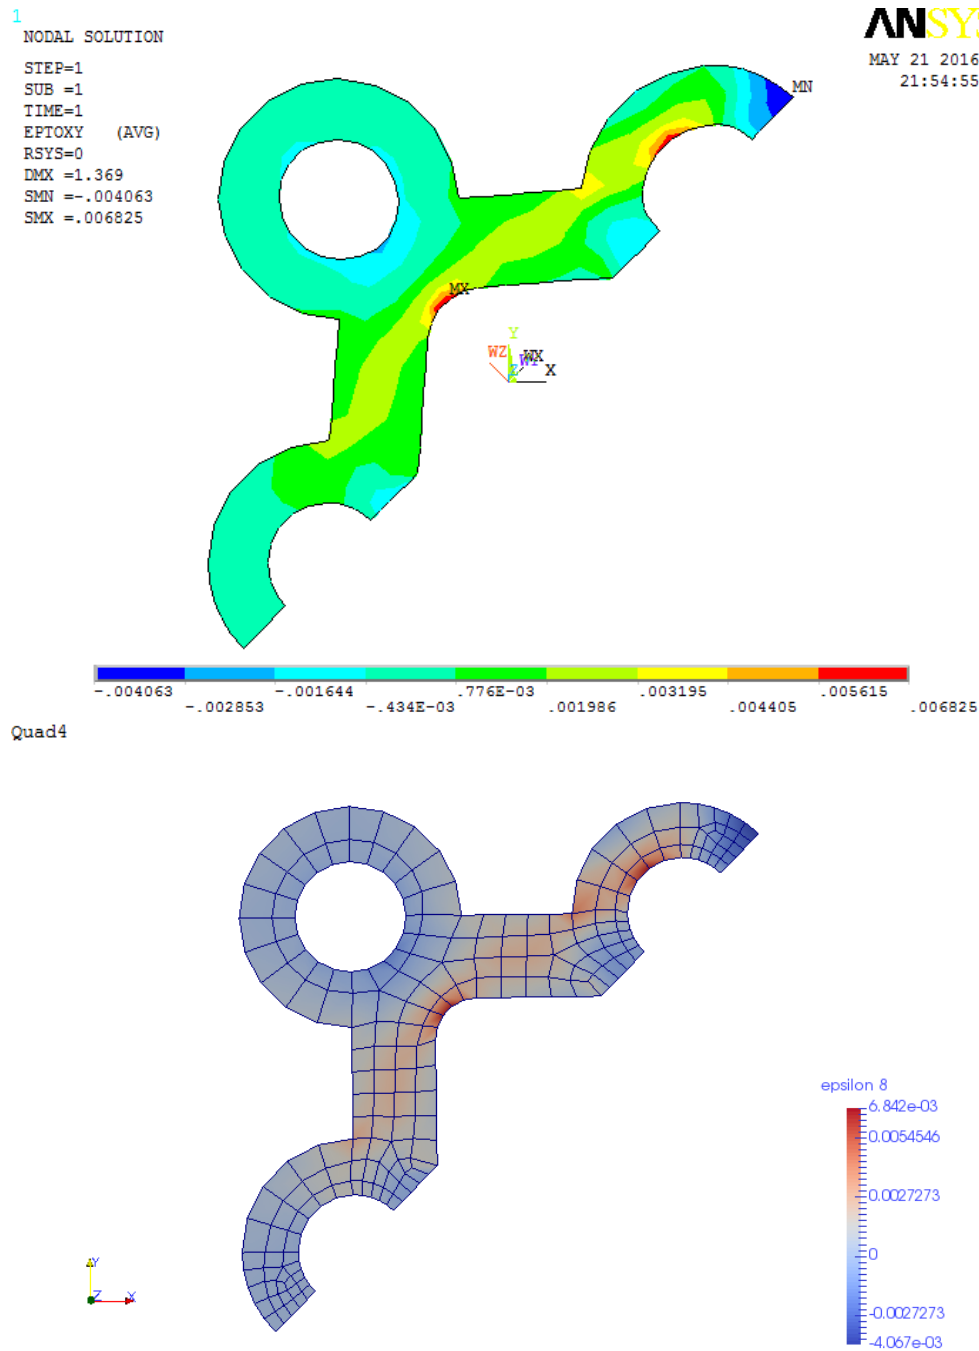 1
NODAL SOLUTION
ANSYS
STEP=1
SUB =1
TIME=1
EPTOXY (AVG)
RSYS=0
DMX =1.369
SMN =-.004063
SMX =.006825
MAY 21 2016
21:54:55
MN
MX
Y
WZ
WX
Z
X
-.004063
-.002853
-.001644
-.434E-03
.776E-03
.001986
.003195
.004405
.005615
.006825
Quad4
epsilon 8
6.842e-03
0.0054546
0.0027273
0
-0.0027273
-4.067e-03
Y
Z
X